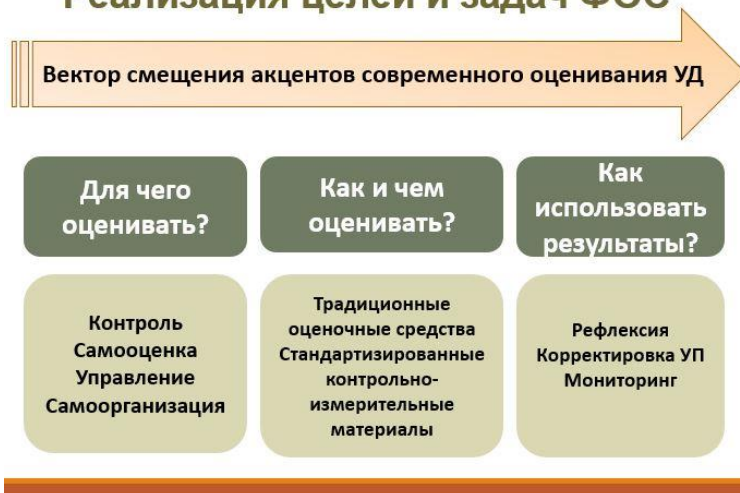 Реализация целей и задач ФОС
Вектор смещения акцентов современного оценивания УД
Для чего
оценивать?
Как и чем
оценивать?
Как
использовать
результаты?
Контроль
Самооценка
Управление
Самоорганизация
Традиционные
оценочные средства
Стандартизированные
контрольно-
измерительные
материалы
Рефлексия
Корректировка УП
Мониторинг